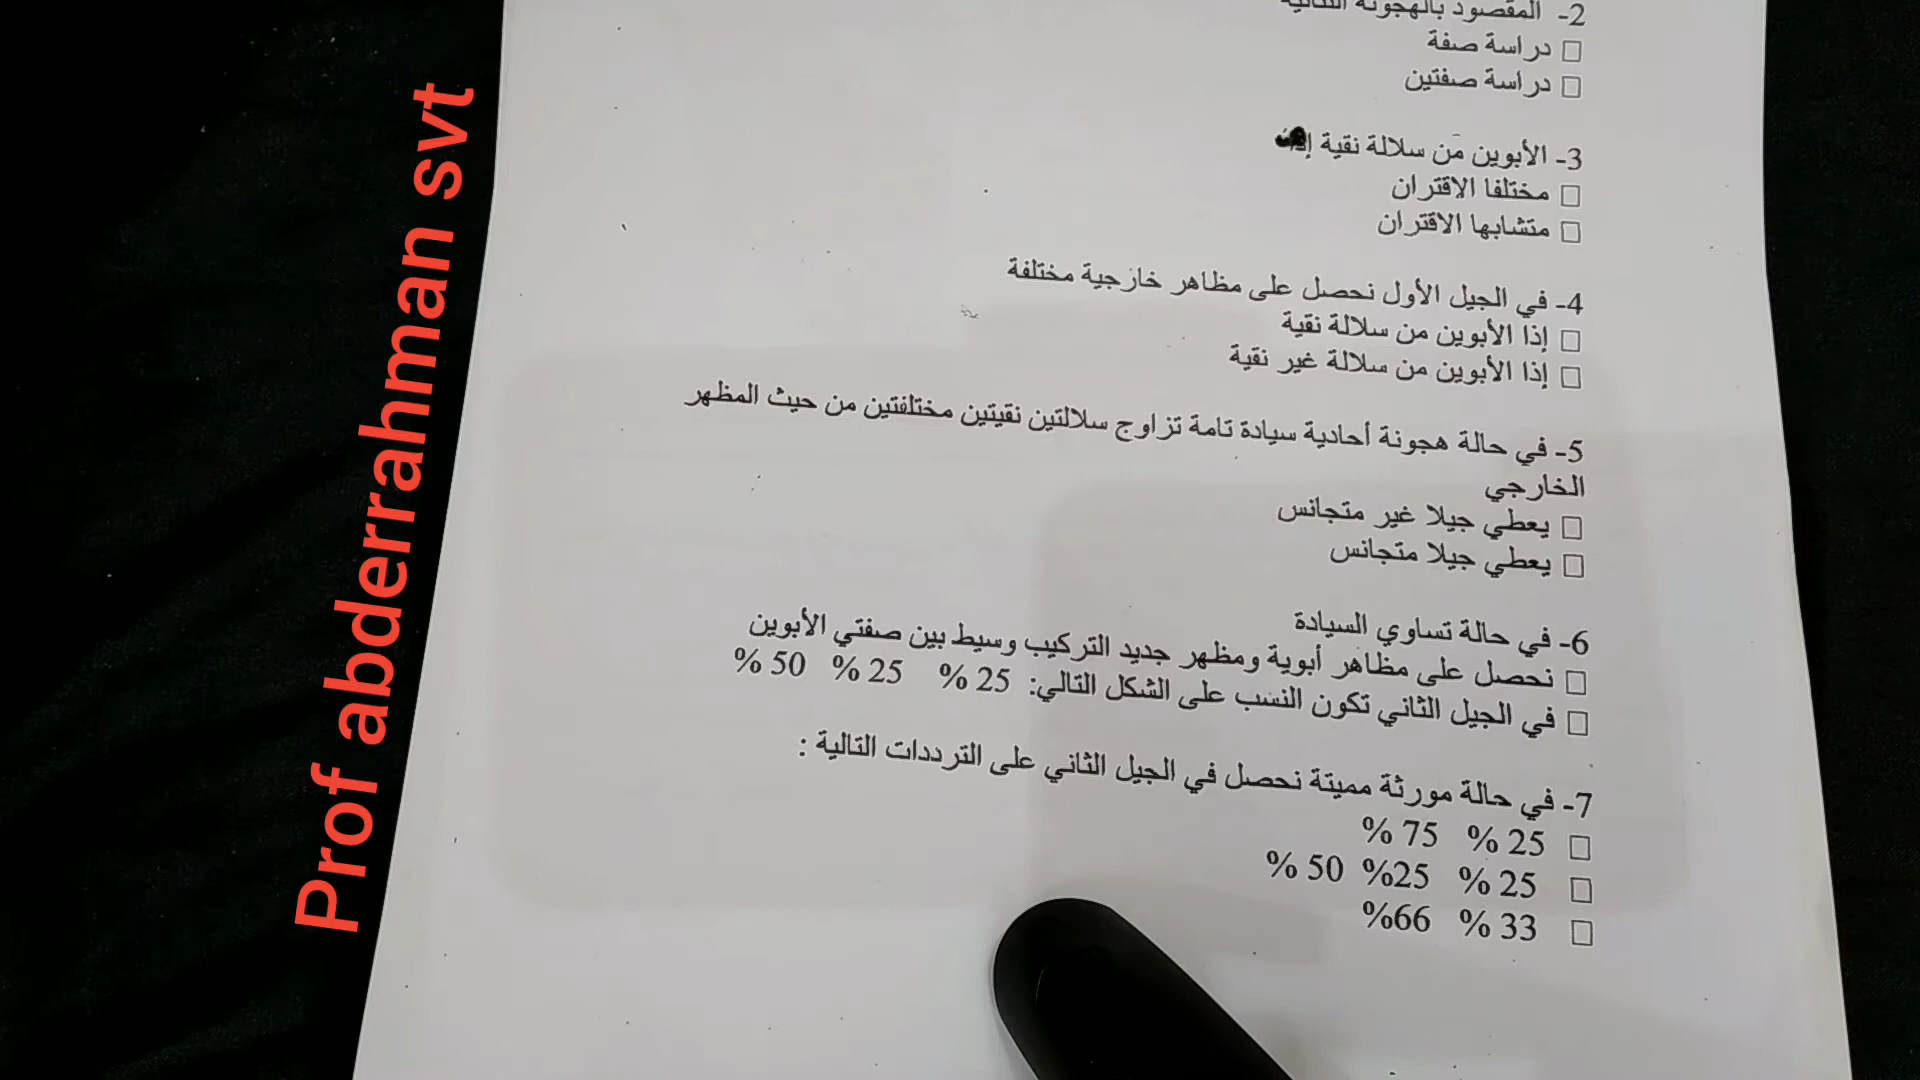 2- المقصود بالهجونة الثنائية
□ دراسة صفة
□ دراسة صفتين
3- الأبوين من سلالة نقية
□ مختلفا الاقتران
□ متشابها الاقتران
4- في الجيل الأول نحصل على مظاهر خارجية مختلفة
□ إذا الأبوين من سلالة نقية
□ إذا الأبوين من سلالة غير نقية
5- في حالة هجونة أحادية سيادة تامة تزاوج سلالتين نقيتين مختلفتين من حيث المظهر
الخارجي
□ يعطي جيلا غير متجانس
□ يعطي جيلا متجانس
6- في حالة تساوي السيادة
□ نحصل على مظاهر أبوية ومظهر جديد التركيب وسيط بين صفتي الأبوين
□ في الجيل الثاني تكون النسب على الشكل التالي: 25 % 25 % 50 %
7- في حالة مورثة مميتة نحصل في الجيل الثاني على الترددات التالية :
□ 25 % 75 %
□ 25 % 25% 50 %
□ 33 % 66%
Prof abderrahman svt